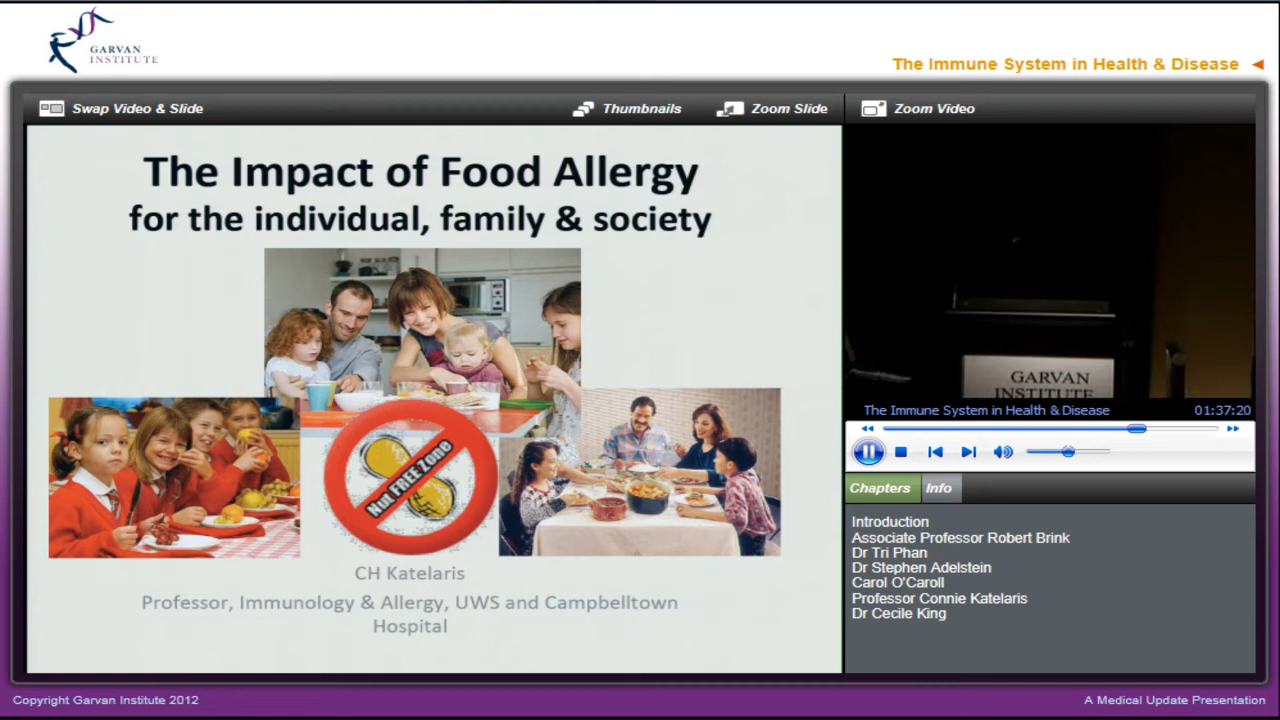 GARVAN
INSTITUTE
The Immune System in Health & Disease
Swap Video & Slide
Thumbnails
Zoom Slide
Zoom Video
The Impact of Food Allergy
for the individual, family & society
Nut FREE Zone
CH Katelaris
Professor, Immunology & Allergy, UWS and Campbelltown
Hospital
GARVAN
INSTITUTE
The Immune System in Health & Disease
01:37:20
Chapters
Info
Introduction
Associate Professor Robert Brink
Dr Tri Phan
Dr Stephen Adelstein
Carol O'Caroll
Professor Connie Katelaris
Dr Cecile King
Copyright Garvan Institute 2012
A Medical Update Presentation